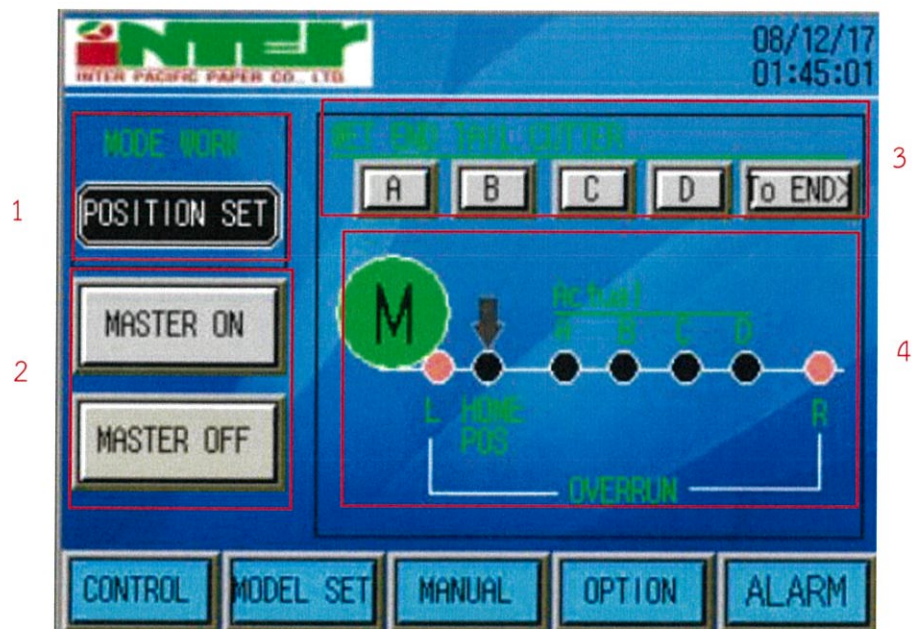 inter
INTER PACIFIC PAPER CO., LTD
08/12/17
01:45:01
MODE WORK
POSITION SET
MASTER ON
MASTER OFF
WET END TAIL CUTTER
A B C D To END>
M
Actual
A B C D
L HOME POS R
OVERRUN
CONTROL MODEL SET MANUAL OPTION ALARM
1
2
3
4